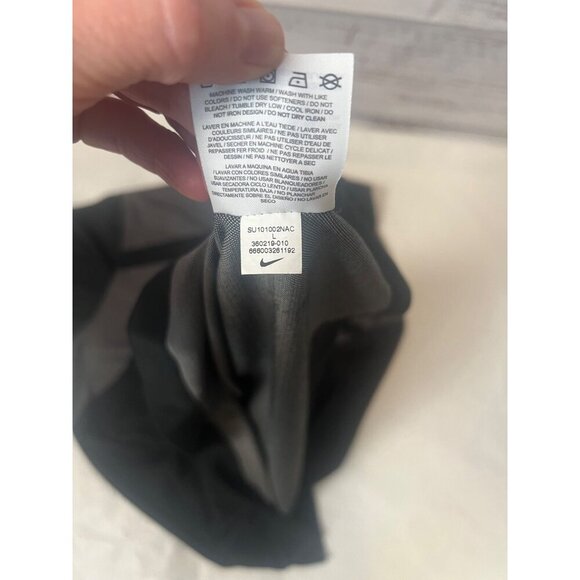 MACHINE WASH WARM / WASH WITH LIKE
COLORS / DO NOT USE SOFTENERS / DO NOT
BLEACH / TUMBLE DRY LOW / COOL IRON / DO
NOT IRON DESIGN / DO NOT DRY CLEAN
LAVER EN MACHINE A L'EAU TIEDE / LAVER AVEC
COULEURS SIMILAIRES / NE PAS UTILISER
D'ADOUCISSEUR / NE PAS UTILISER D'EAU DE
JAVEL / SECHER EN MACHINE CYCLE DELICAT /
REPASSER FER FROID / NE PAS REPASSER LE
DESSIN / NE PAS NETTOYER A SEC
LAVAR A MAQUINA EN AGUA TIBIA
/ LAVAR CON COLORES SIMILARES / NO USAR
SUAVIZANTES / NO USAR BLANQUEADORES /
USAR SECADORA CICLO LENTO / USAR PLANCHA
TEMPERATURA BAJA / NO PLANCHAR
DIRECTAMENTE SOBRE EL DISEÑO / NO LAVAR EN
SECO
SU101002NAC
L
360219-010
666003261192